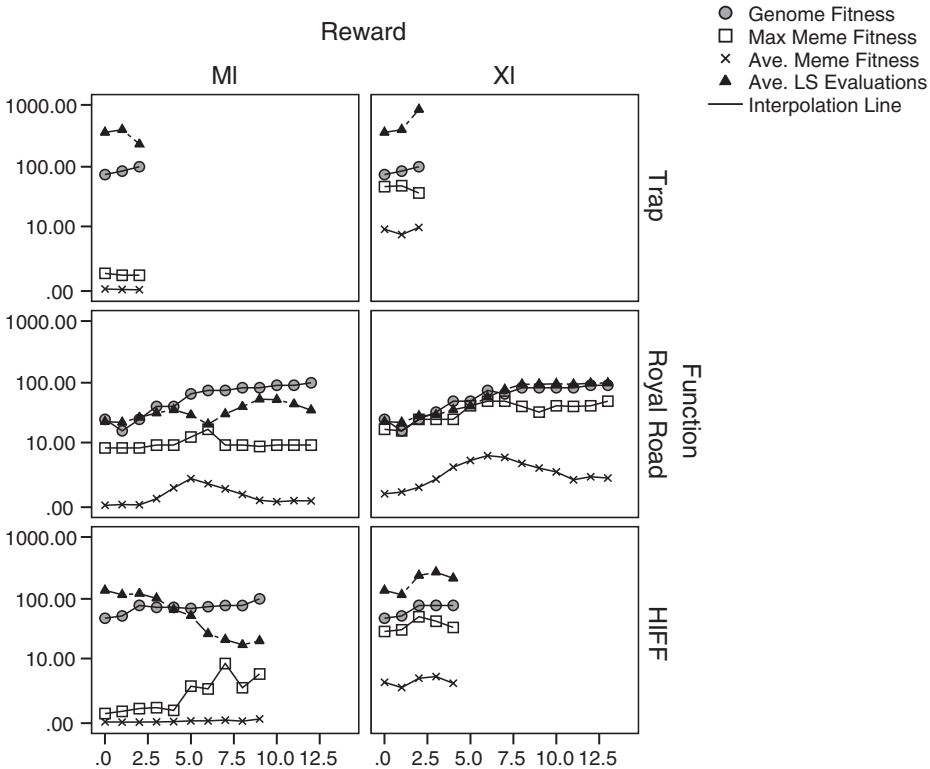 Reward
Genome Fitness
Max Meme Fitness
Ave. Meme Fitness
Ave. LS Evaluations
Interpolation Line
MI
XI
1000.00
100.00
10.00
.00
Trap
1000.00
100.00
10.00
.00
Function
Royal Road
1000.00
100.00
10.00
.00
HIFF
.0 2.5 5.0 7.5 10.0 12.5
.0 2.5 5.0 7.5 10.0 12.5